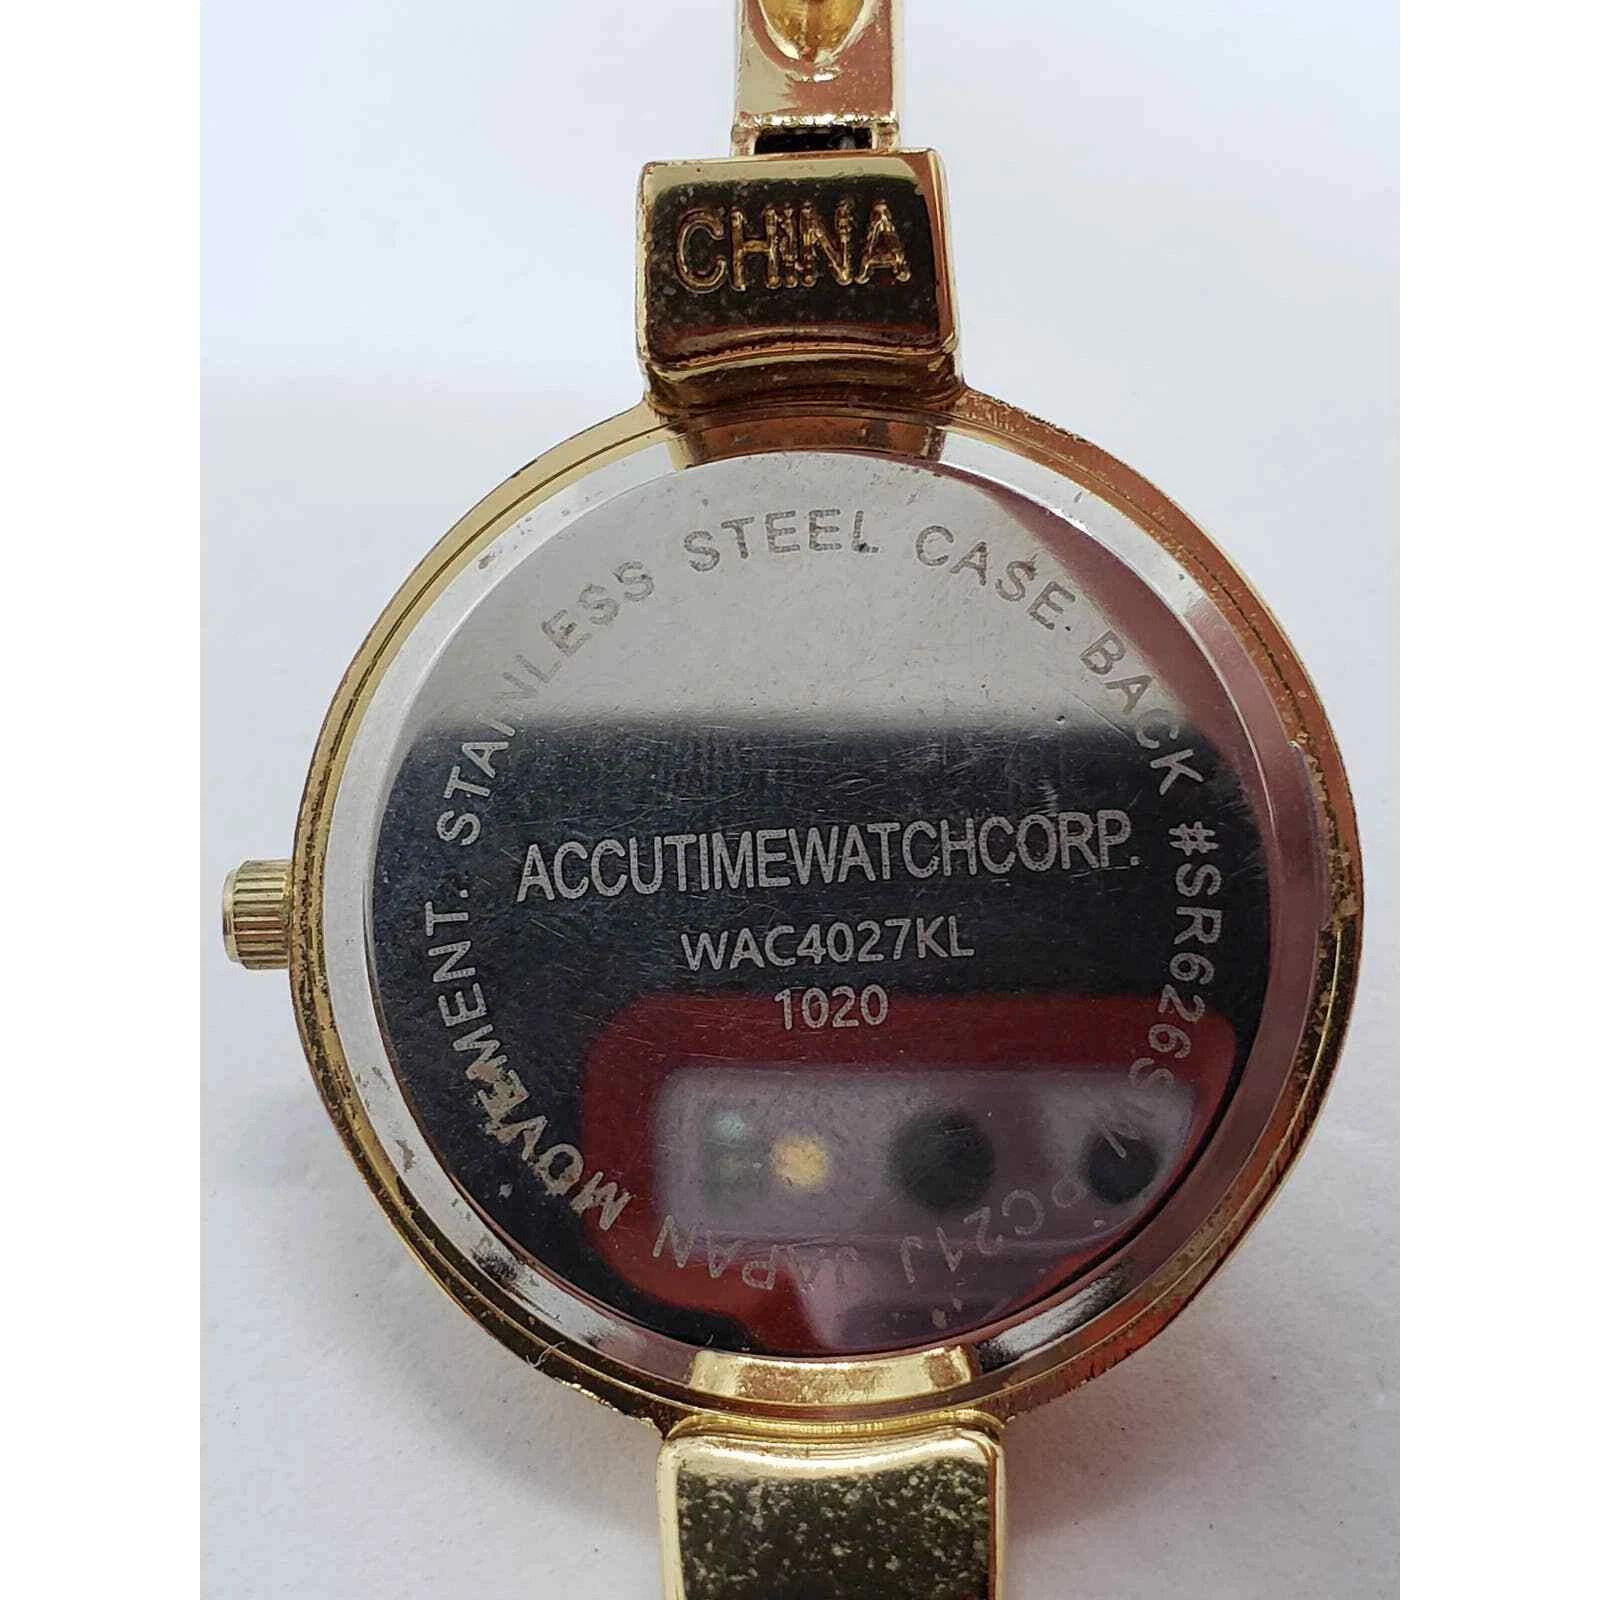 CHINA
STAINLESS STEEL CASE BACK #SR626SW PC21J JAPAN MOVEMENT.
ACCUTIMEWATCHCORP.
WAC4027KL
1020